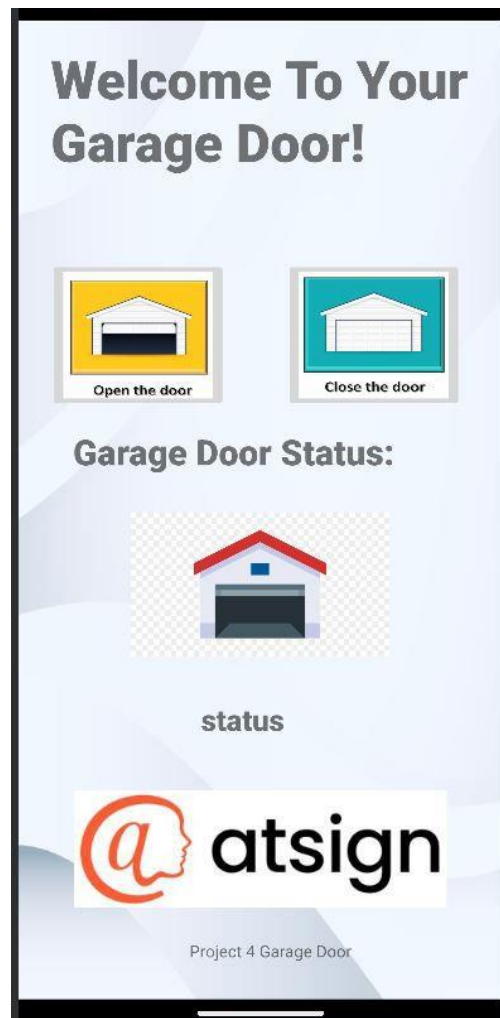 Welcome To Your
Garage Door!
Open the door
Close the door
Garage Door Status:
status
@ atsign
Project 4 Garage Door